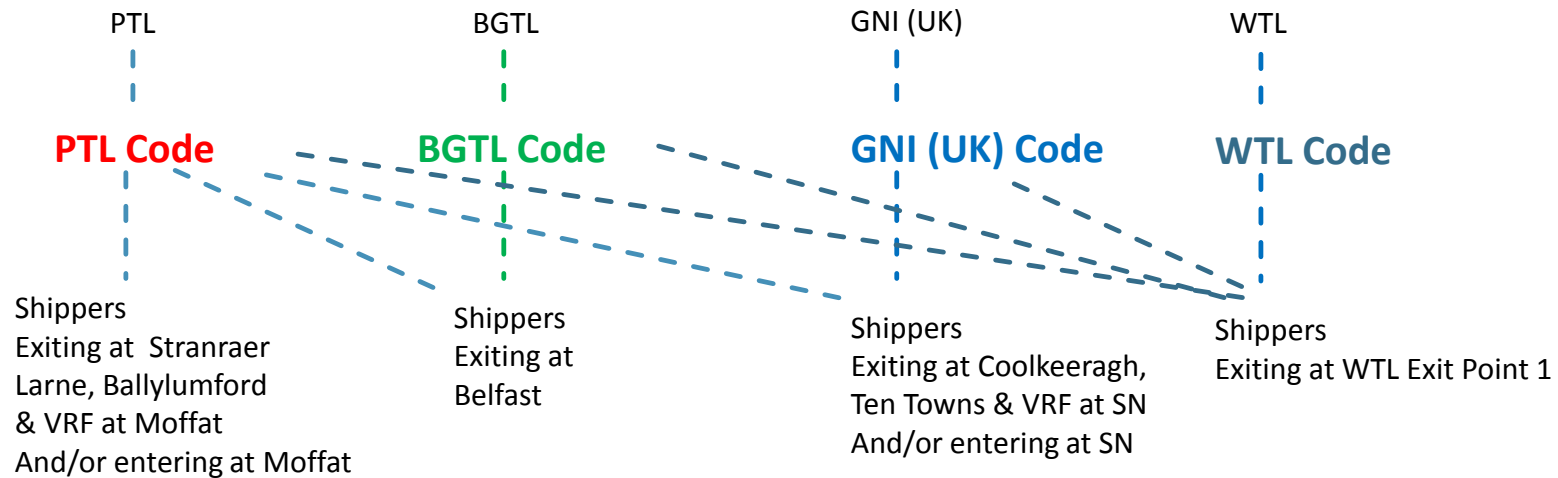 PTL
BGTL
GNI (UK)
WTL
PTL Code
BGTL Code
GNI (UK) Code
WTL Code
Shippers
Exiting at Stranraer
Larne, Ballylumford
& VRF at Moffat
And/or entering at Moffat
Shippers
Exiting at
Belfast
Shippers
Exiting at Coolkeeragh,
Ten Towns & VRF at SN
And/or entering at SN
Shippers
Exiting at WTL Exit Point 1